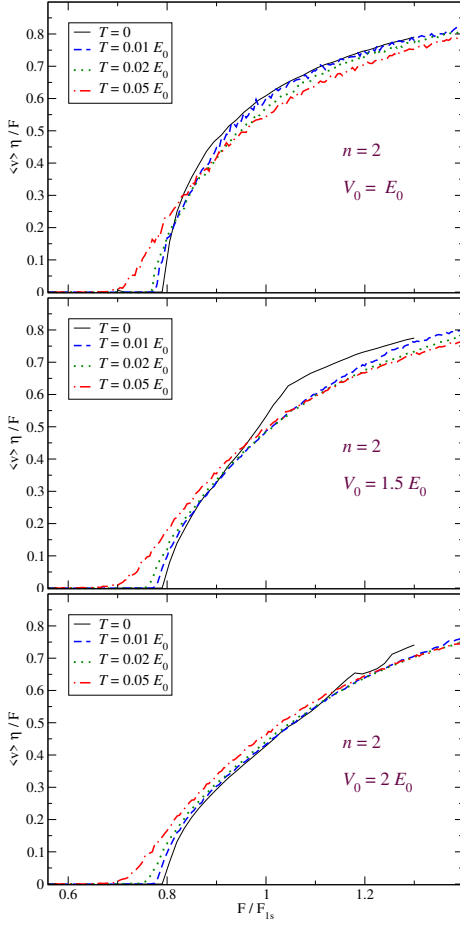 0.8
0.7
0.6
0.5
0.4
0.3
0.2
0.1
0
<v> η / F
T = 0
T = 0.01 E0
T = 0.02 E0
T = 0.05 E0
n = 2
V0 = E0
0.8
0.7
0.6
0.5
0.4
0.3
0.2
0.1
0
<v> η / F
T = 0
T = 0.01 E0
T = 0.02 E0
T = 0.05 E0
n = 2
V0 = 1.5 E0
0.8
0.7
0.6
0.5
0.4
0.3
0.2
0.1
0
<v> η / F
T = 0
T = 0.01 E0
T = 0.02 E0
T = 0.05 E0
n = 2
V0 = 2 E0
0.6 0.8 1 1.2
F / F1s